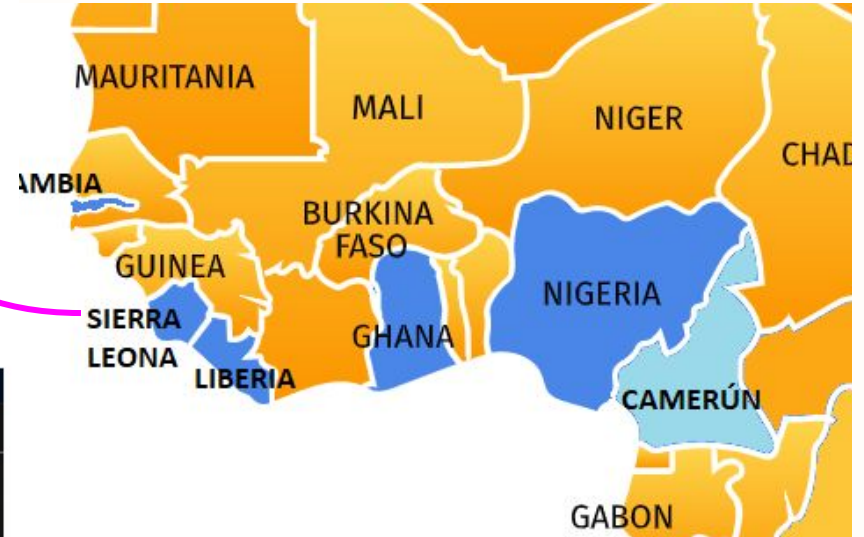 MAURITANIA
MALI
NIGER
CHAD
AMBIA
BURKINA
FASO
GUINEA
NIGERIA
SIERRA
LEONA
GHANA
LIBERIA
CAMERÚN
GABON